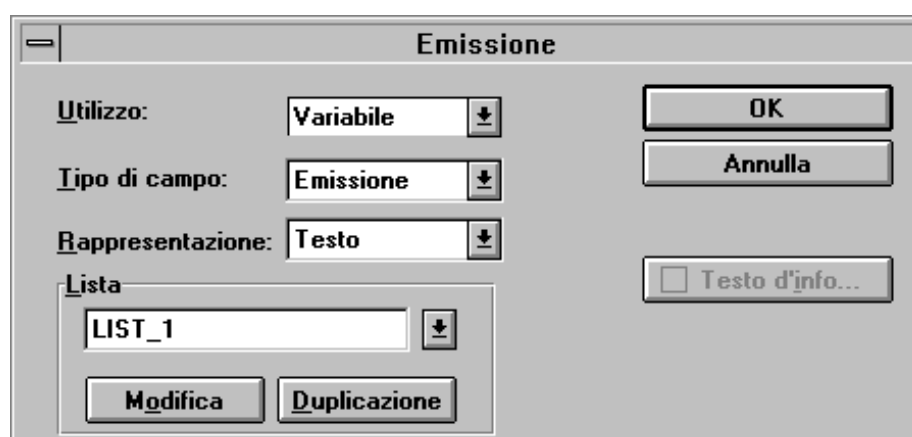 Emissione
Utilizzo: Variabile
OK
Annulla
Tipo di campo: Emissione
Rappresentazione: Testo
Testo d'info...
Lista
LIST_1
Modifica Duplicazione